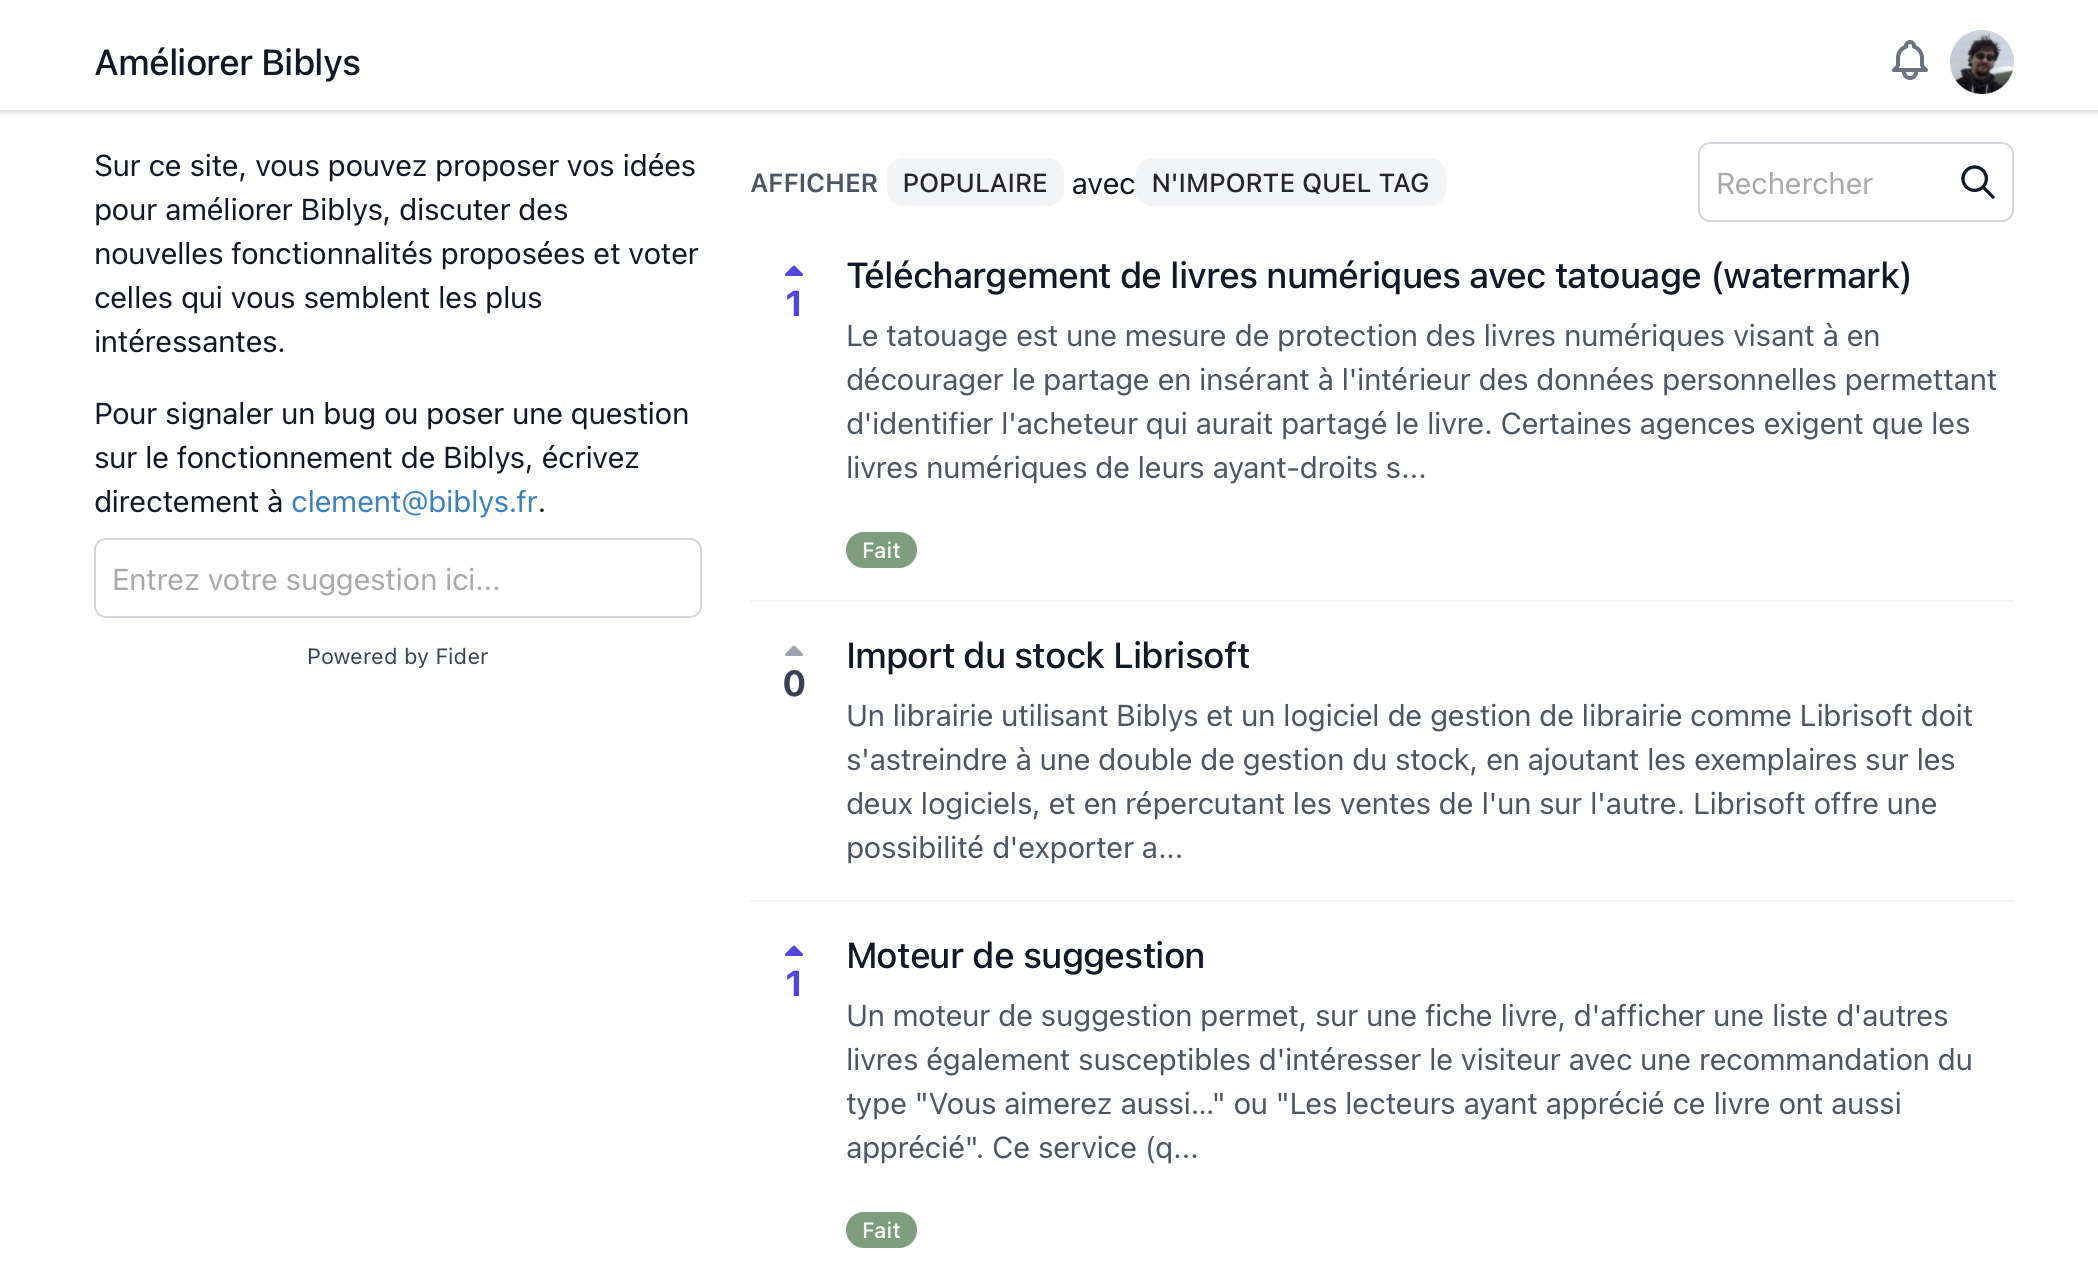 Améliorer Biblys
Sur ce site, vous pouvez proposer vos idées
pour améliorer Biblys, discuter des
nouvelles fonctionnalités proposées et voter
celles qui vous semblent les plus
intéressantes.
Pour signaler un bug ou poser une question
sur le fonctionnement de Biblys, écrivez
directement à clement@biblys.fr.
Entrez votre suggestion ici...
Powered by Fider
AFFICHER POPULAIRE avec N'IMPORTE QUEL TAG
Rechercher
1
Téléchargement de livres numériques avec tatouage (watermark)
Le tatouage est une mesure de protection des livres numériques visant à en
décourager le partage en insérant à l'intérieur des données personnelles permettant
d'identifier l'acheteur qui aurait partagé le livre. Certaines agences exigent que les
livres numériques de leurs ayant-droits s...
Fait
0
Import du stock Librisoft
Un librairie utilisant Biblys et un logiciel de gestion de librairie comme Librisoft doit
s'astreindre à une double de gestion du stock, en ajoutant les exemplaires sur les
deux logiciels, et en répercutant les ventes de l'un sur l'autre. Librisoft offre une
possibilité d'exporter a...
1
Moteur de suggestion
Un moteur de suggestion permet, sur une fiche livre, d'afficher une liste d'autres
livres également susceptibles d'intéresser le visiteur avec une recommandation du
type "Vous aimerez aussi..." ou "Les lecteurs ayant apprécié ce livre ont aussi
apprécié". Ce service (q...
Fait